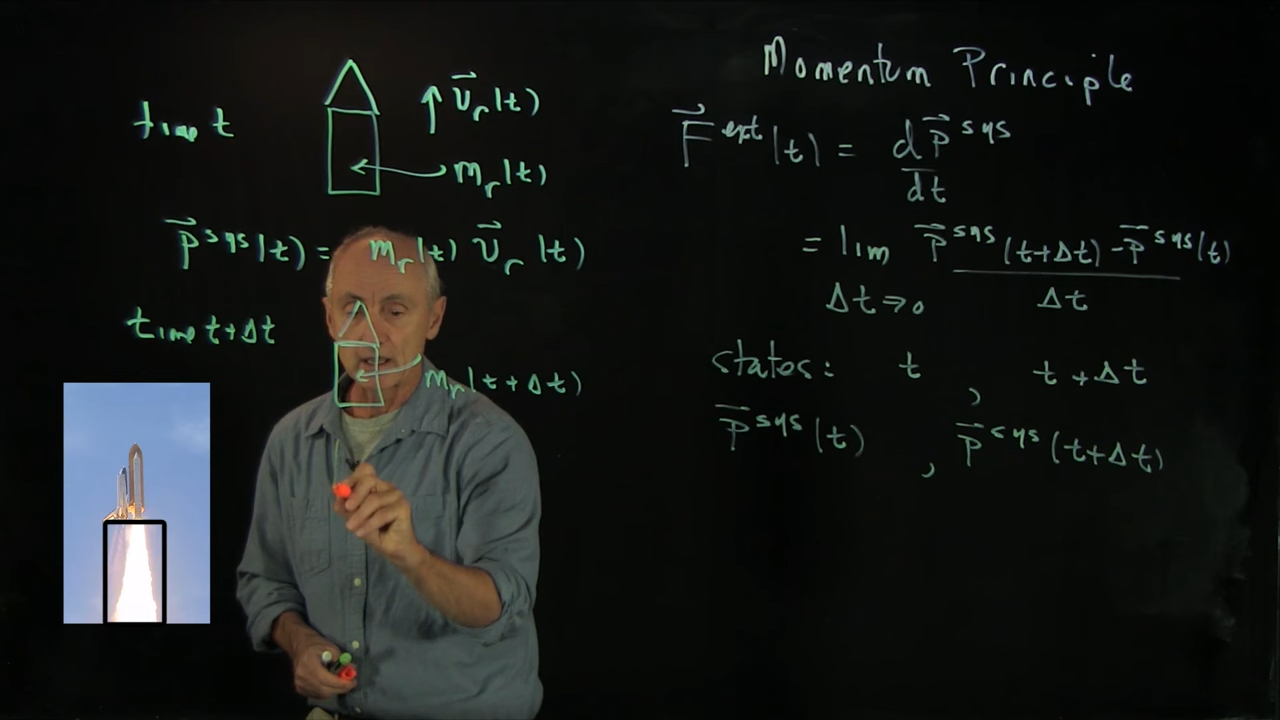 time t
v⃗r(t)
mr(t)
p⃗ sys(t) = mr(t) v⃗r(t)
time t+Δt
mr(t+Δt)
Momentum Principle
F⃗ ext(t) = dp⃗ sys
dt
= lim p⃗ sys(t+Δt) - p⃗ sys(t)
Δt→0 Δt
states: t , t+Δt
p⃗ sys(t) , p⃗ sys(t+Δt)